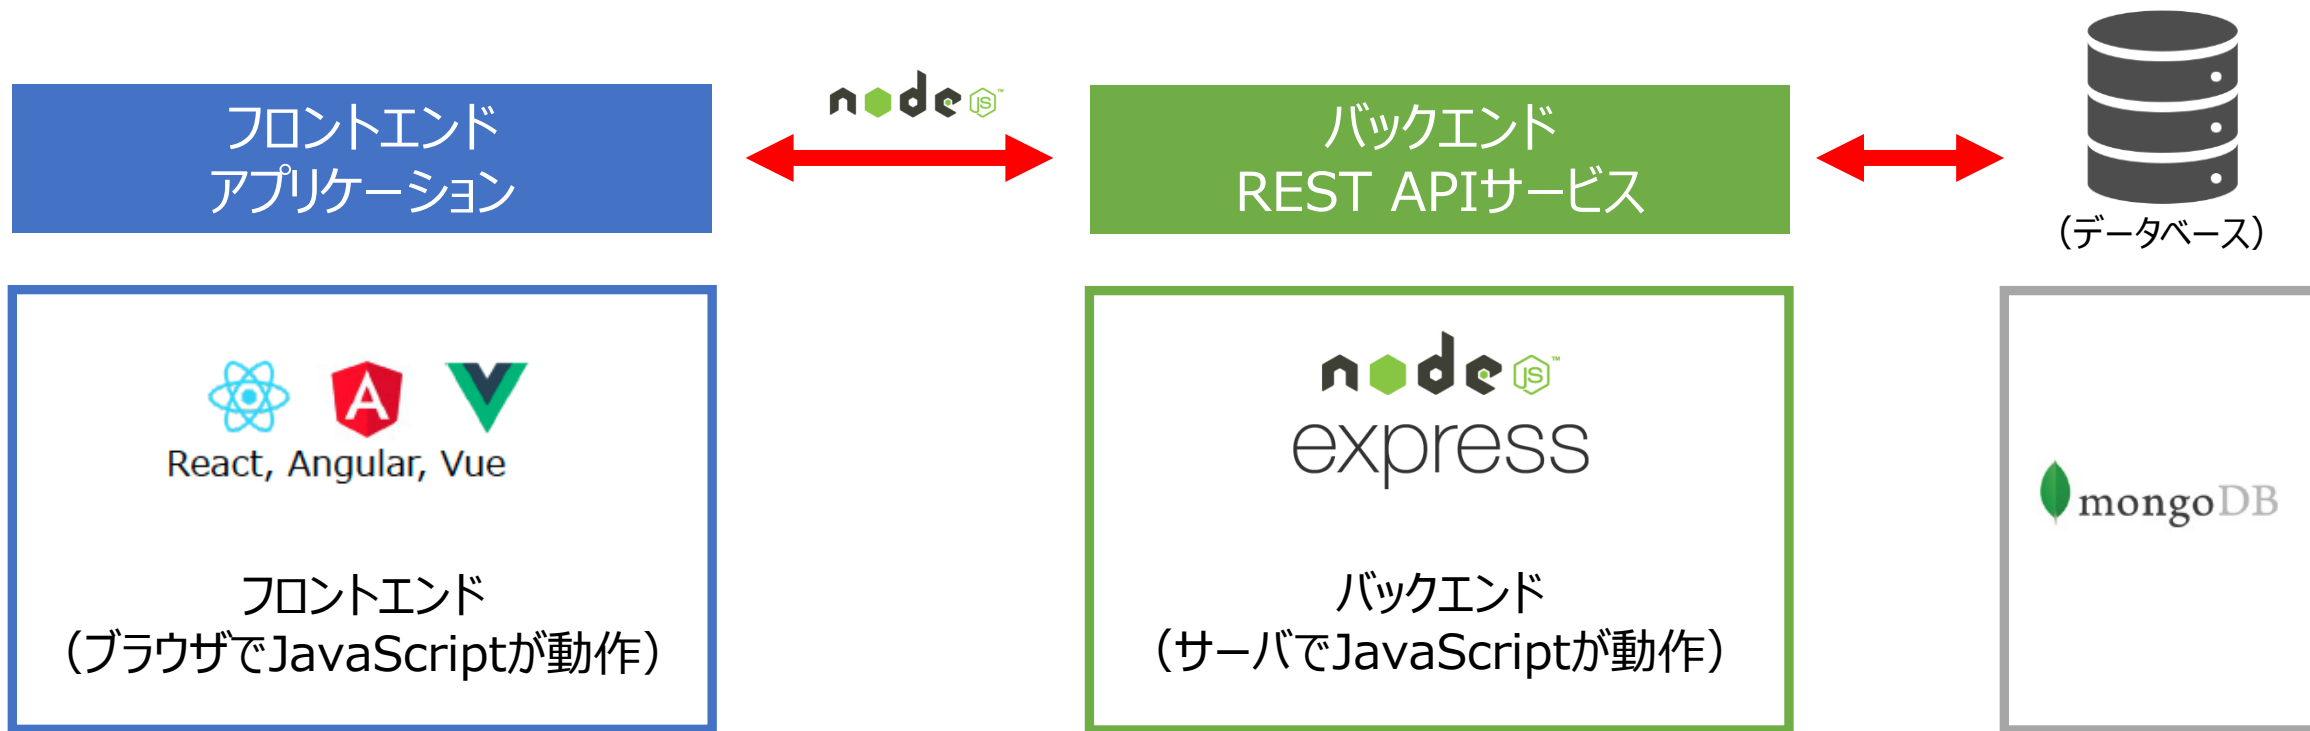 フロントエンド
アプリケーション
node JS™
バックエンド
REST APIサービス
（データベース）
React, Angular, Vue
フロントエンド
（ブラウザでJavaScriptが動作）
node JS™
express
バックエンド
（サーバでJavaScriptが動作）
mongoDB